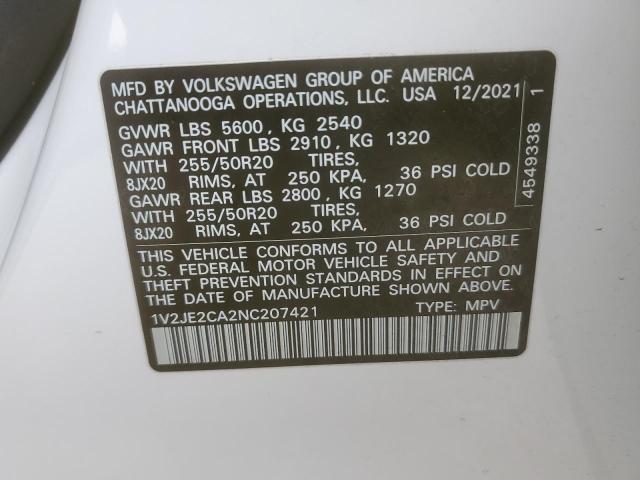 MFD BY VOLKSWAGEN GROUP OF AMERICA
CHATTANOOGA OPERATIONS, LLC. USA 12/2021
GVWR LBS 5600, KG 2540
GAWR FRONT LBS 2910, KG 1320
WITH 255/50R20 TIRES,
8JX20 RIMS, AT 250 KPA, 36 PSI COLD
GAWR REAR LBS 2800, KG 1270
WITH 255/50R20 TIRES,
8JX20 RIMS, AT 250 KPA, 36 PSI COLD
THIS VEHICLE CONFORMS TO ALL APPLICABLE
U.S. FEDERAL MOTOR VEHICLE SAFETY AND
THEFT PREVENTION STANDARDS IN EFFECT ON
THE DATE OF MANUFACTURE SHOWN ABOVE.
1V2JE2CA2NC207421 TYPE: MPV
4549338 1